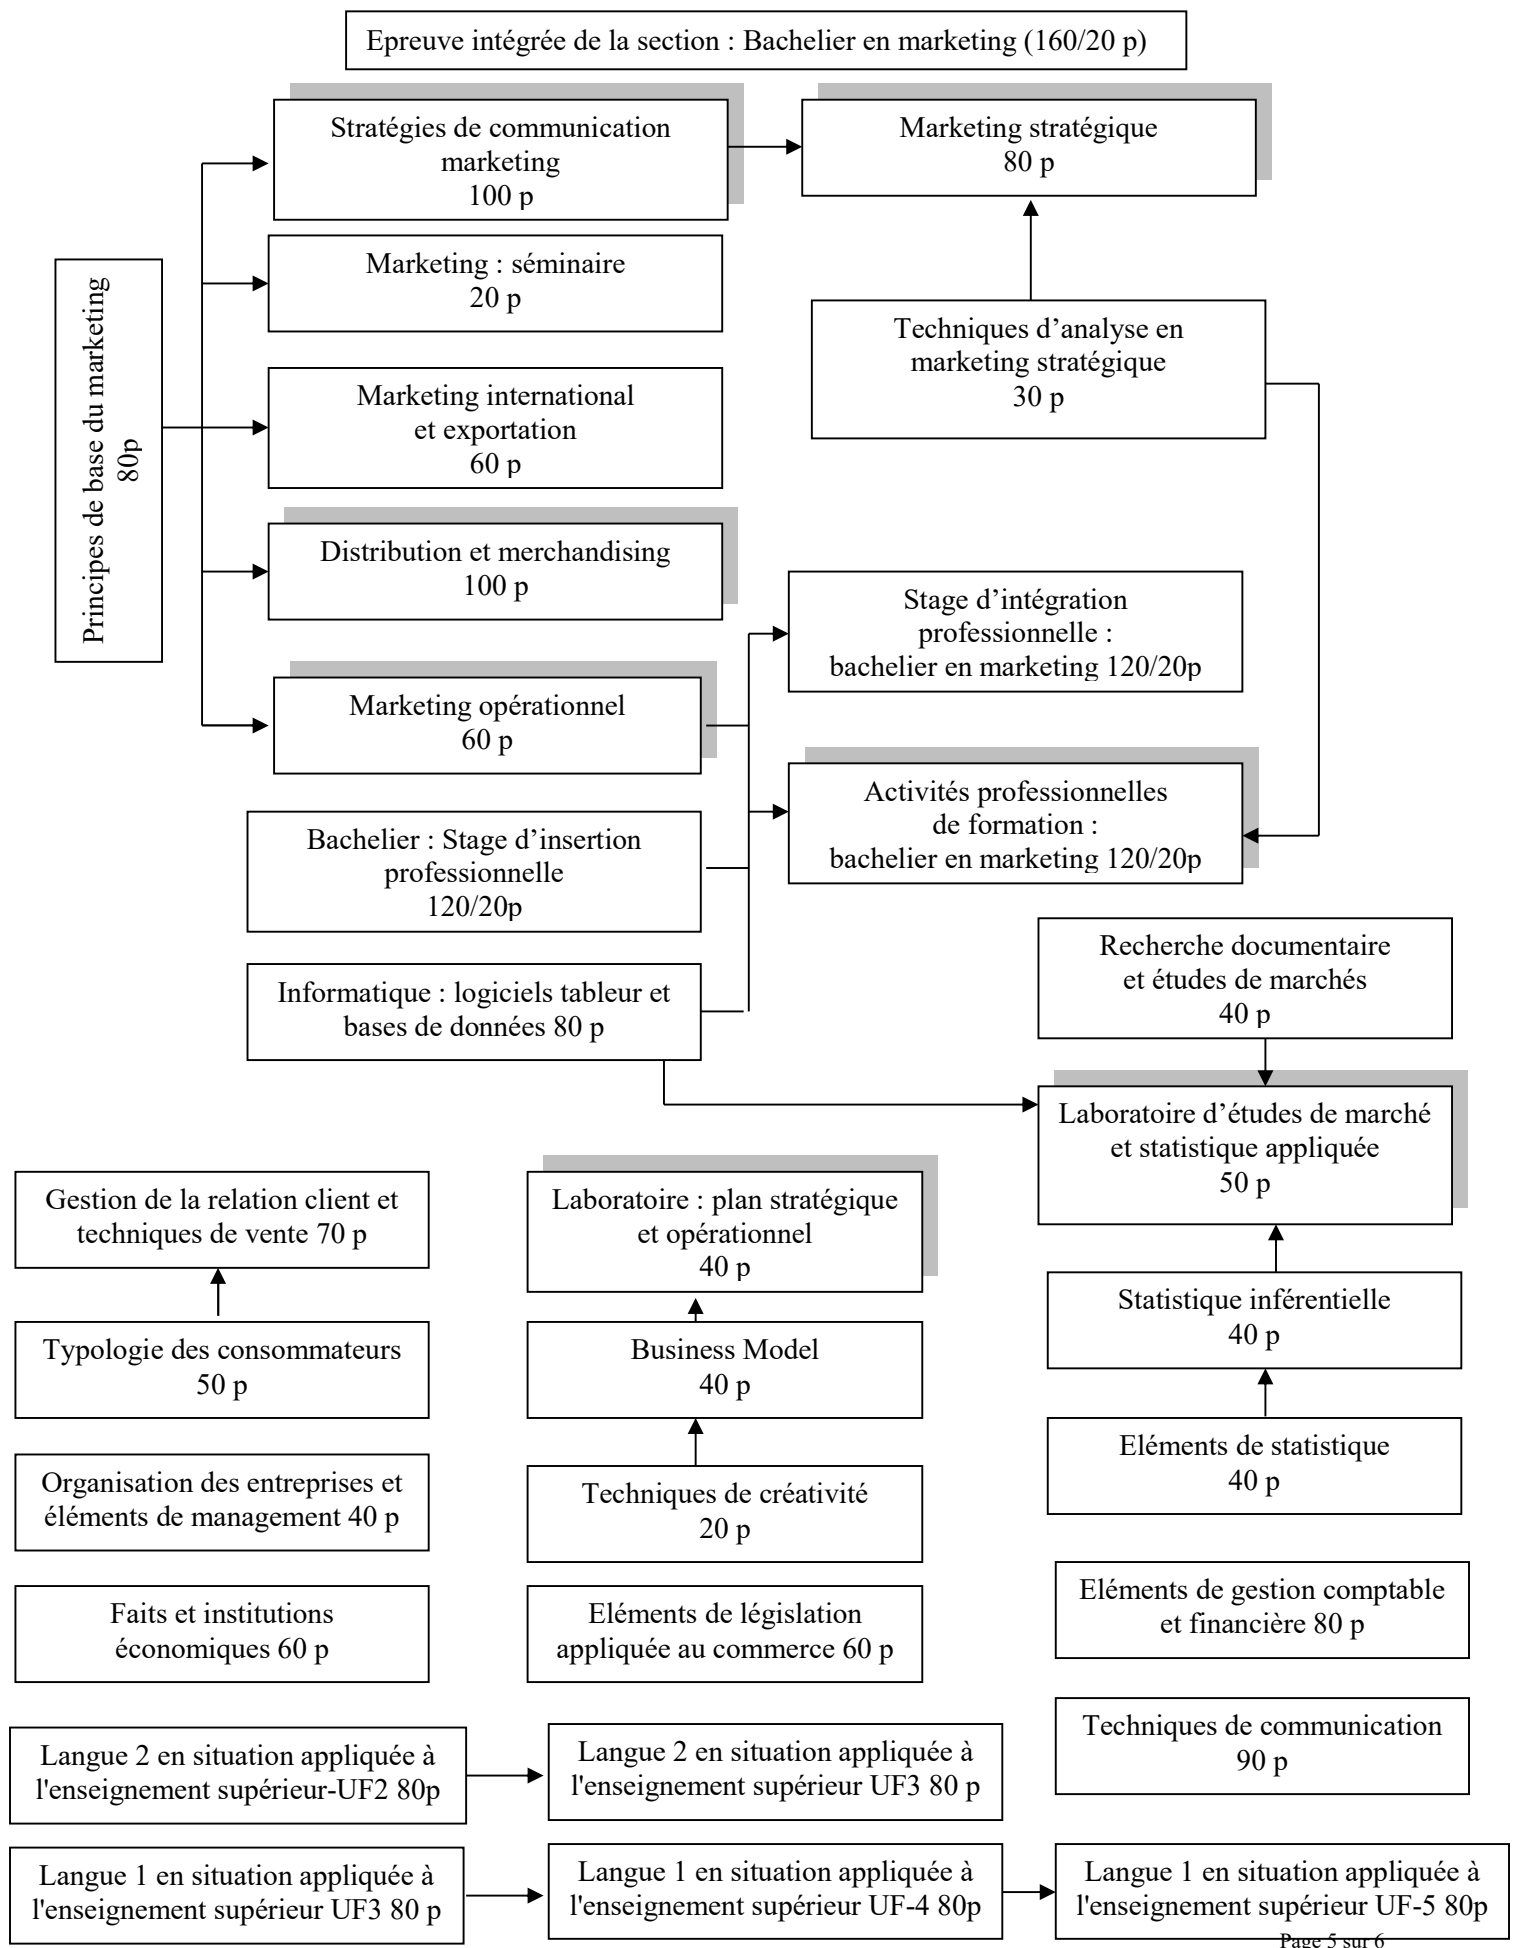 Epreuve intégrée de la section : Bachelier en marketing (160/20 p)
Stratégies de communication
marketing
100 p
Marketing stratégique
80 p
Marketing : séminaire
20 p
Principes de base du marketing
80p
Techniques d’analyse en
marketing stratégique
30 p
Marketing international
et exportation
60 p
Distribution et merchandising
100 p
Stage d’intégration
professionnelle :
bachelier en marketing 120/20p
Marketing opérationnel
60 p
Activités professionnelles
de formation :
bachelier en marketing 120/20p
Bachelier : Stage d’insertion
professionnelle
120/20p
Recherche documentaire
et études de marchés
40 p
Informatique : logiciels tableur et
bases de données 80 p
Laboratoire d’études de marché
et statistique appliquée
50 p
Gestion de la relation client et
techniques de vente 70 p
Laboratoire : plan stratégique
et opérationnel
40 p
Statistique inférentielle
40 p
Typologie des consommateurs
50 p
Business Model
40 p
Eléments de statistique
40 p
Organisation des entreprises et
éléments de management 40 p
Techniques de créativité
20 p
Eléments de gestion comptable
et financière 80 p
Faits et institutions
économiques 60 p
Eléments de législation
appliquée au commerce 60 p
Techniques de communication
90 p
Langue 2 en situation appliquée à
l'enseignement supérieur-UF2 80p
Langue 2 en situation appliquée à
l'enseignement supérieur UF3 80 p
Langue 1 en situation appliquée à
l'enseignement supérieur UF3 80 p
Langue 1 en situation appliquée à
l'enseignement supérieur UF-4 80p
Langue 1 en situation appliquée à
l'enseignement supérieur UF-5 80p
Page 5 sur 6